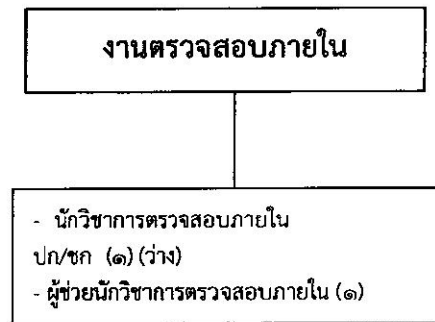 งานตรวจสอบภายใน
- นักวิชาการตรวจสอบภายใน
ปก/ชก (๑) (ว่าง)
- ผู้ช่วยนักวิชาการตรวจสอบภายใน (๑)